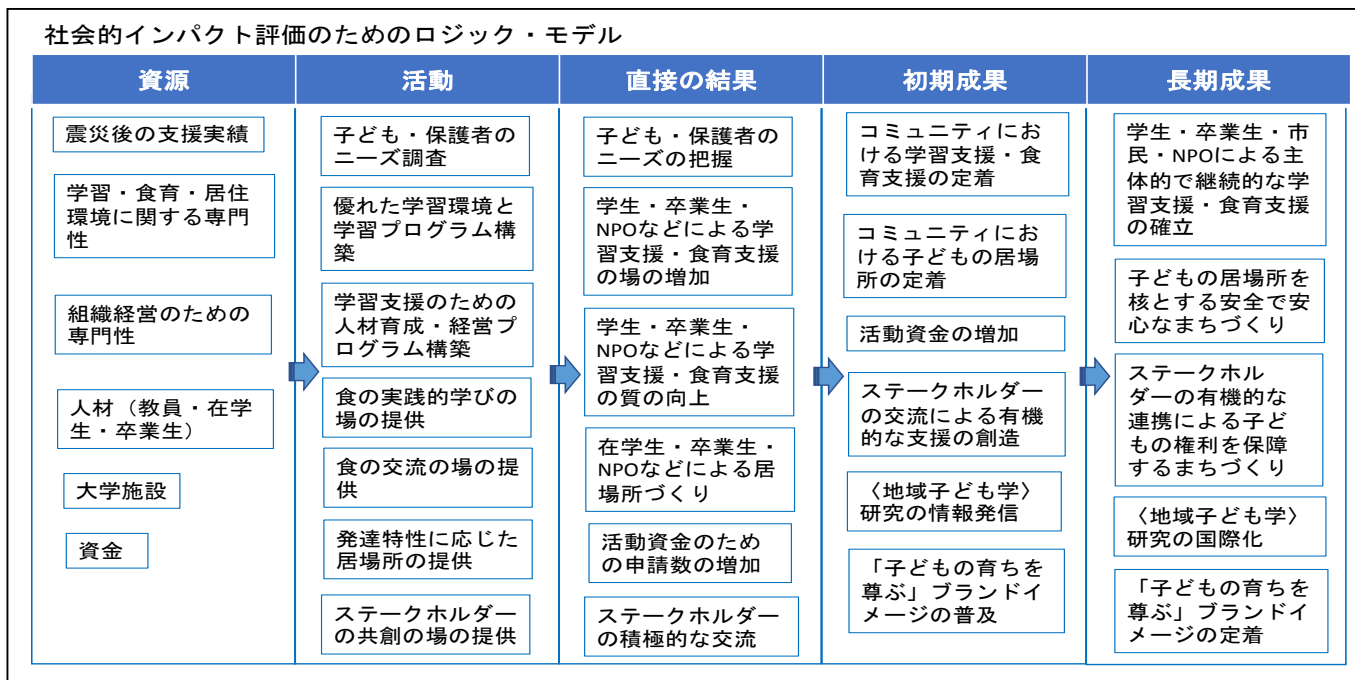 社会的インパクト評価のためのロジック・モデル
資源
震災後の支援実績
学習・食育・居住
環境に関する専門
性
組織経営のための
専門性
人材（教員・在学
生・卒業生）
大学施設
資金
活動
子ども・保護者の
ニーズ調査
優れた学習環境と
学習プログラム構
築
学習支援のための
人材育成・経営プ
ログラム構築
食の実践的学びの
場の提供
食の交流の場の提
供
発達特性に応じた
居場所の提供
ステークホルダー
の共創の場の提供
直接の結果
子ども・保護者の
ニーズの把握
学生・卒業生・
NPOなどによる学
習支援・食育支援
の場の増加
学生・卒業生・
NPOなどによる学
習支援・食育支援
の質の向上
在学生・卒業生・
NPOなどによる居
場所づくり
活動資金のため
の申請数の増加
ステークホルダー
の積極的な交流
初期成果
コミュニティにお
ける学習支援・食
育支援の定着
コミュニティにお
ける子どもの居場
所の定着
活動資金の増加
ステークホルダー
の交流による有機
的な支援の創造
〈地域子ども学〉
研究の情報発信
「子どもの育ちを
尊ぶ」ブランドイ
メージの普及
長期成果
学生・卒業生・市
民・NPOによる主
体的で継続的な学
習支援・食育支援
の確立
子どもの居場所を
核とする安全で安
心なまちづくり
ステークホル
ダーの有機的な
連携による子ど
もの権利を保障
するまちづくり
〈地域子ども学〉
研究の国際化
「子どもの育ちを
尊ぶ」ブランドイ
メージの定着